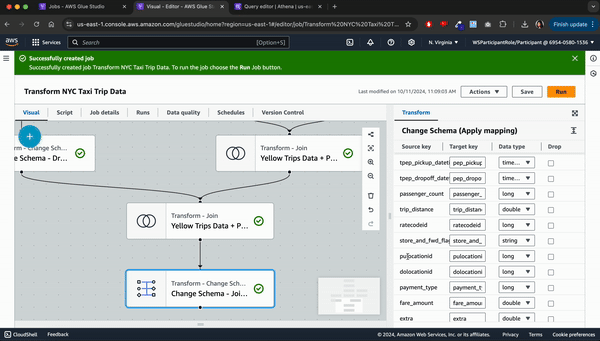 Jobs - AWS Glue Studio
Visual - Editor - AWS Glue S
Query editor | Athena | us-e
us-east-1.console.aws.amazon.com/gluestudio/home?region=us-east-1#/editor/job/Transform%20NYC%20Taxi%20T...
Finish update
aws
Services
Search
[Option+S]
N. Virginia
WSParticipantRole/Participant @ 6954-0580-1536
Successfully created job
Successfully created job Transform NYC Taxi Trip Data. To run the job choose the Run Job button.
Transform NYC Taxi Trip Data
Last modified on 10/11/2024, 11:09:03 AM
Actions
Save
Run
Visual
Script
Job details
Runs
Data quality
Schedules
Version Control
Transform
Transform - Change Sch...
e Schema - Dr...
Transform - Join
Yellow Trips Data + P...
Transform - Join
Yellow Trips Data + P...
Transform - Change Sche...
Change Schema - Joi...
Change Schema (Apply mapping)
Source key
Target key
Data type
Drop
tpep_pickup_dateti
pep_pickup
time...
tpep_dropoff_datet
pep_dropo
time...
passenger_count
passenger_
long
trip_distance
trip_distan
double
ratecodeid
ratecodeid
long
store_and_fwd_flag
store_and_
string
pulocationid
pulocationi
long
dolocationid
dolocationi
long
payment_type
payment_t
long
fare_amount
fare_amou
double
extra
extra
double
CloudShell
Feedback
© 2024, Amazon Web Services, Inc. or its affiliates.
Privacy
Terms
Cookie preferences